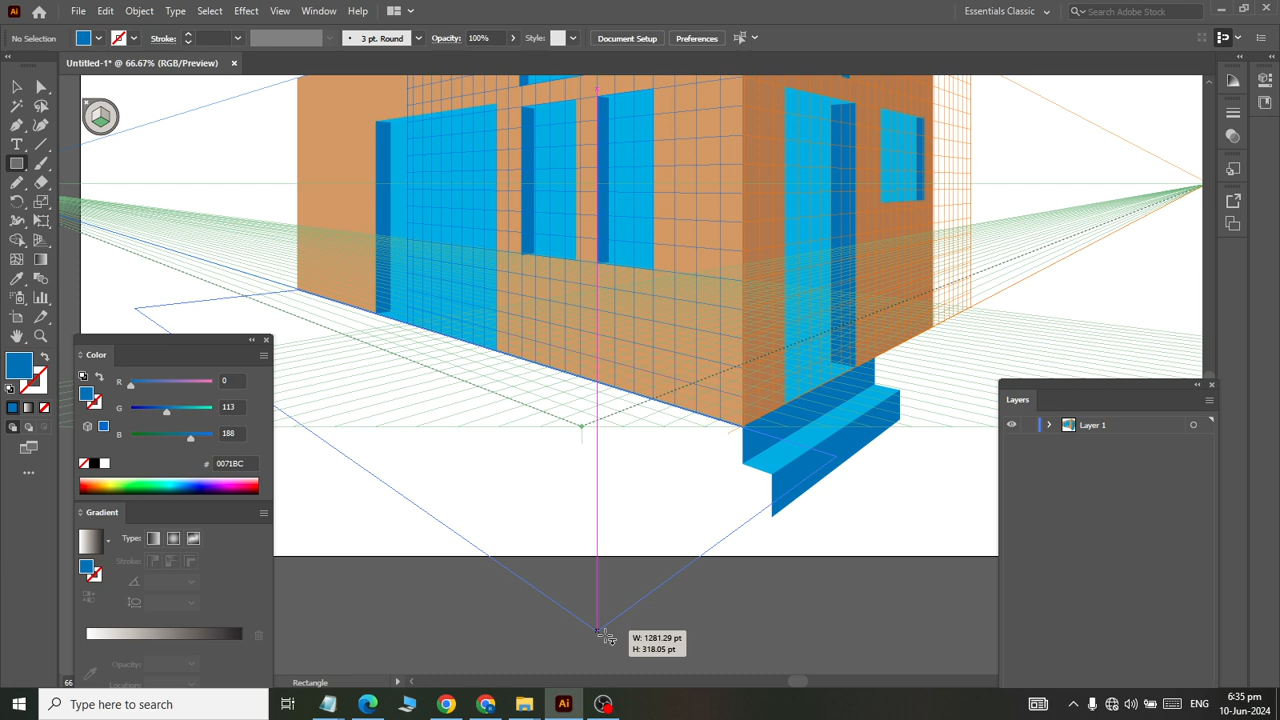 Ai File Edit Object Type Select Effect View Window Help Essentials Classic Search Adobe Stock
No Selection Stroke: 3 pt. Round Opacity: 100% Style: Document Setup Preferences
Untitled-1* @ 66.67% (RGB/Preview)
Color
R 0
G 113
B 188
# 0071BC
Gradient
Type:
Stroke:
Opacity:
Location:
Layers
Layer 1
W: 1281.29 pt
H: 318.05 pt
66
Rectangle
Type here to search
Ai
ENG
6:35 pm
10-Jun-2024